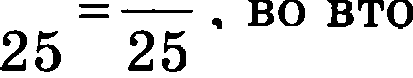 25 = 25 , во вто